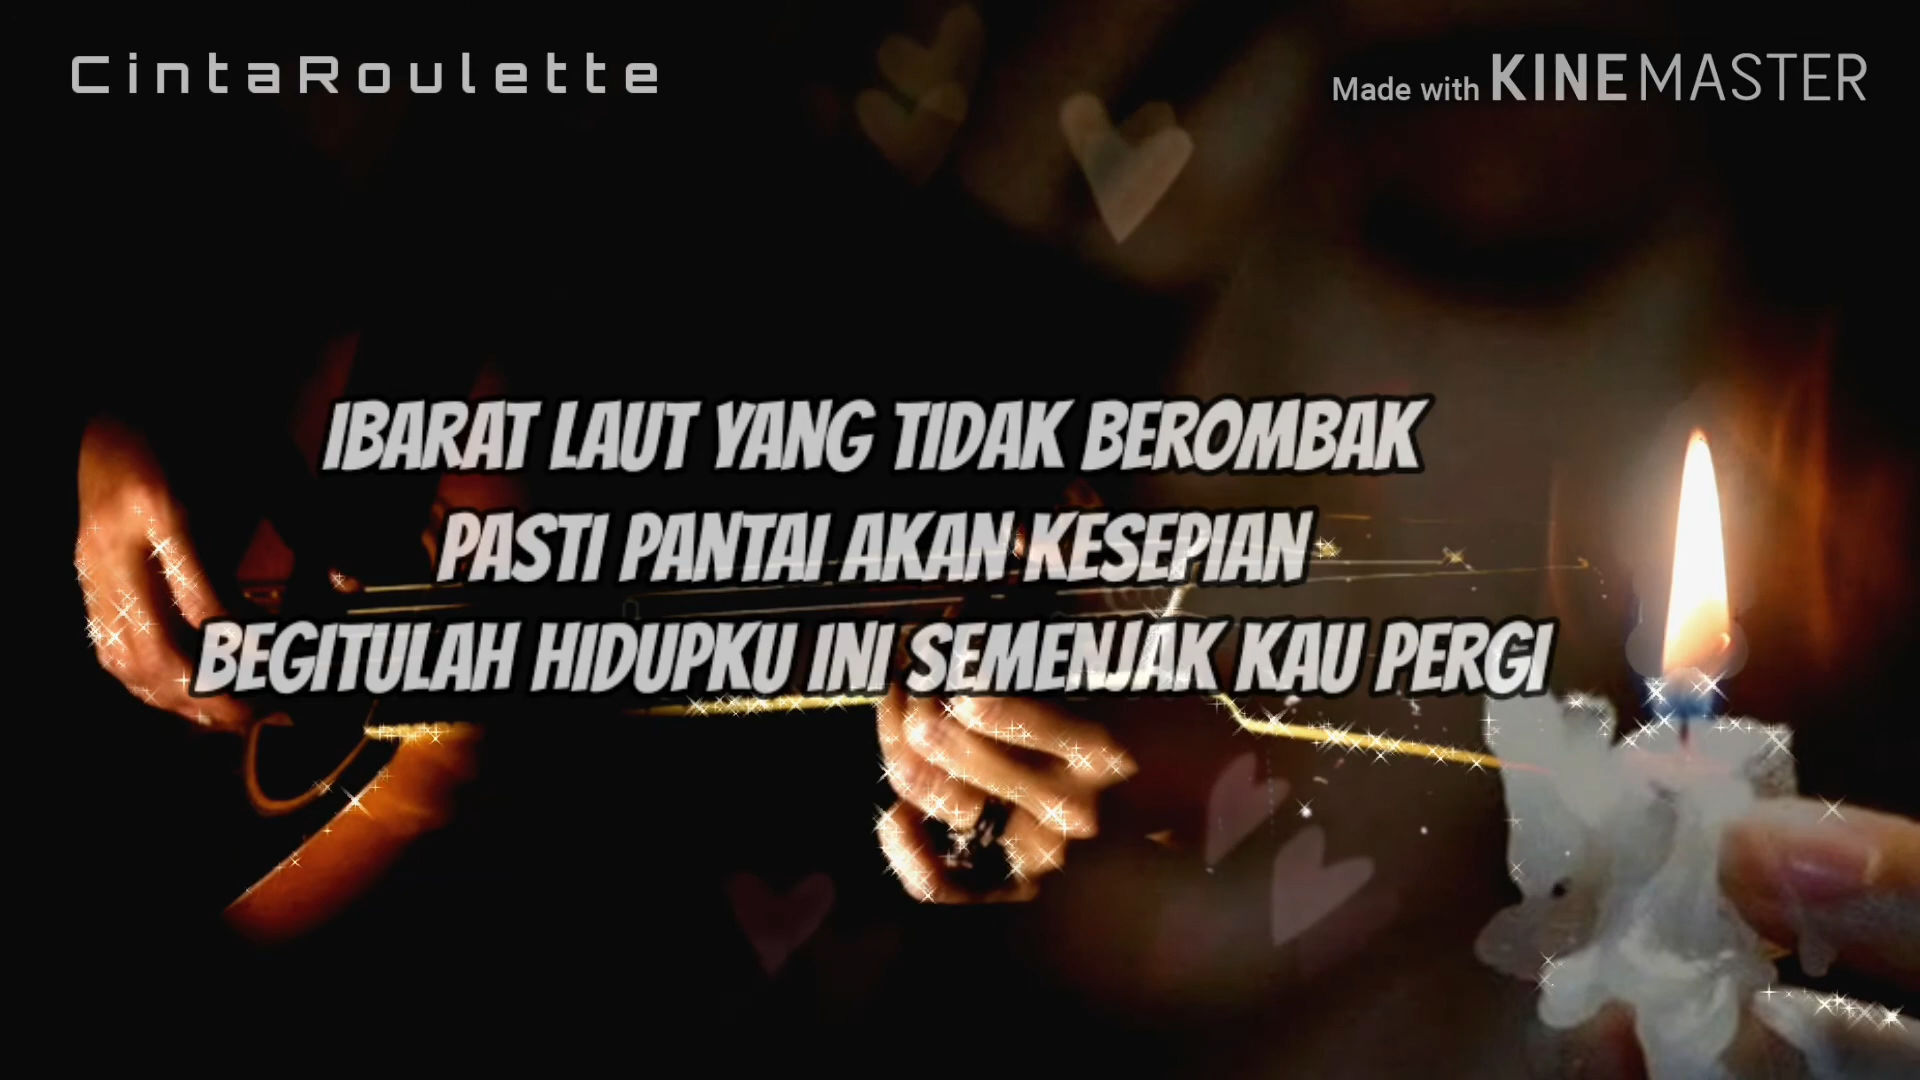 CintaRoulette
Made with KINEMASTER
IBARAT LAUT YANG TIDAK BEROMBAK
PASTI PANTAI AKAN KESEPIAN
BEGITULAH HIDUPKU INI SEMENJAK KAU PERGI